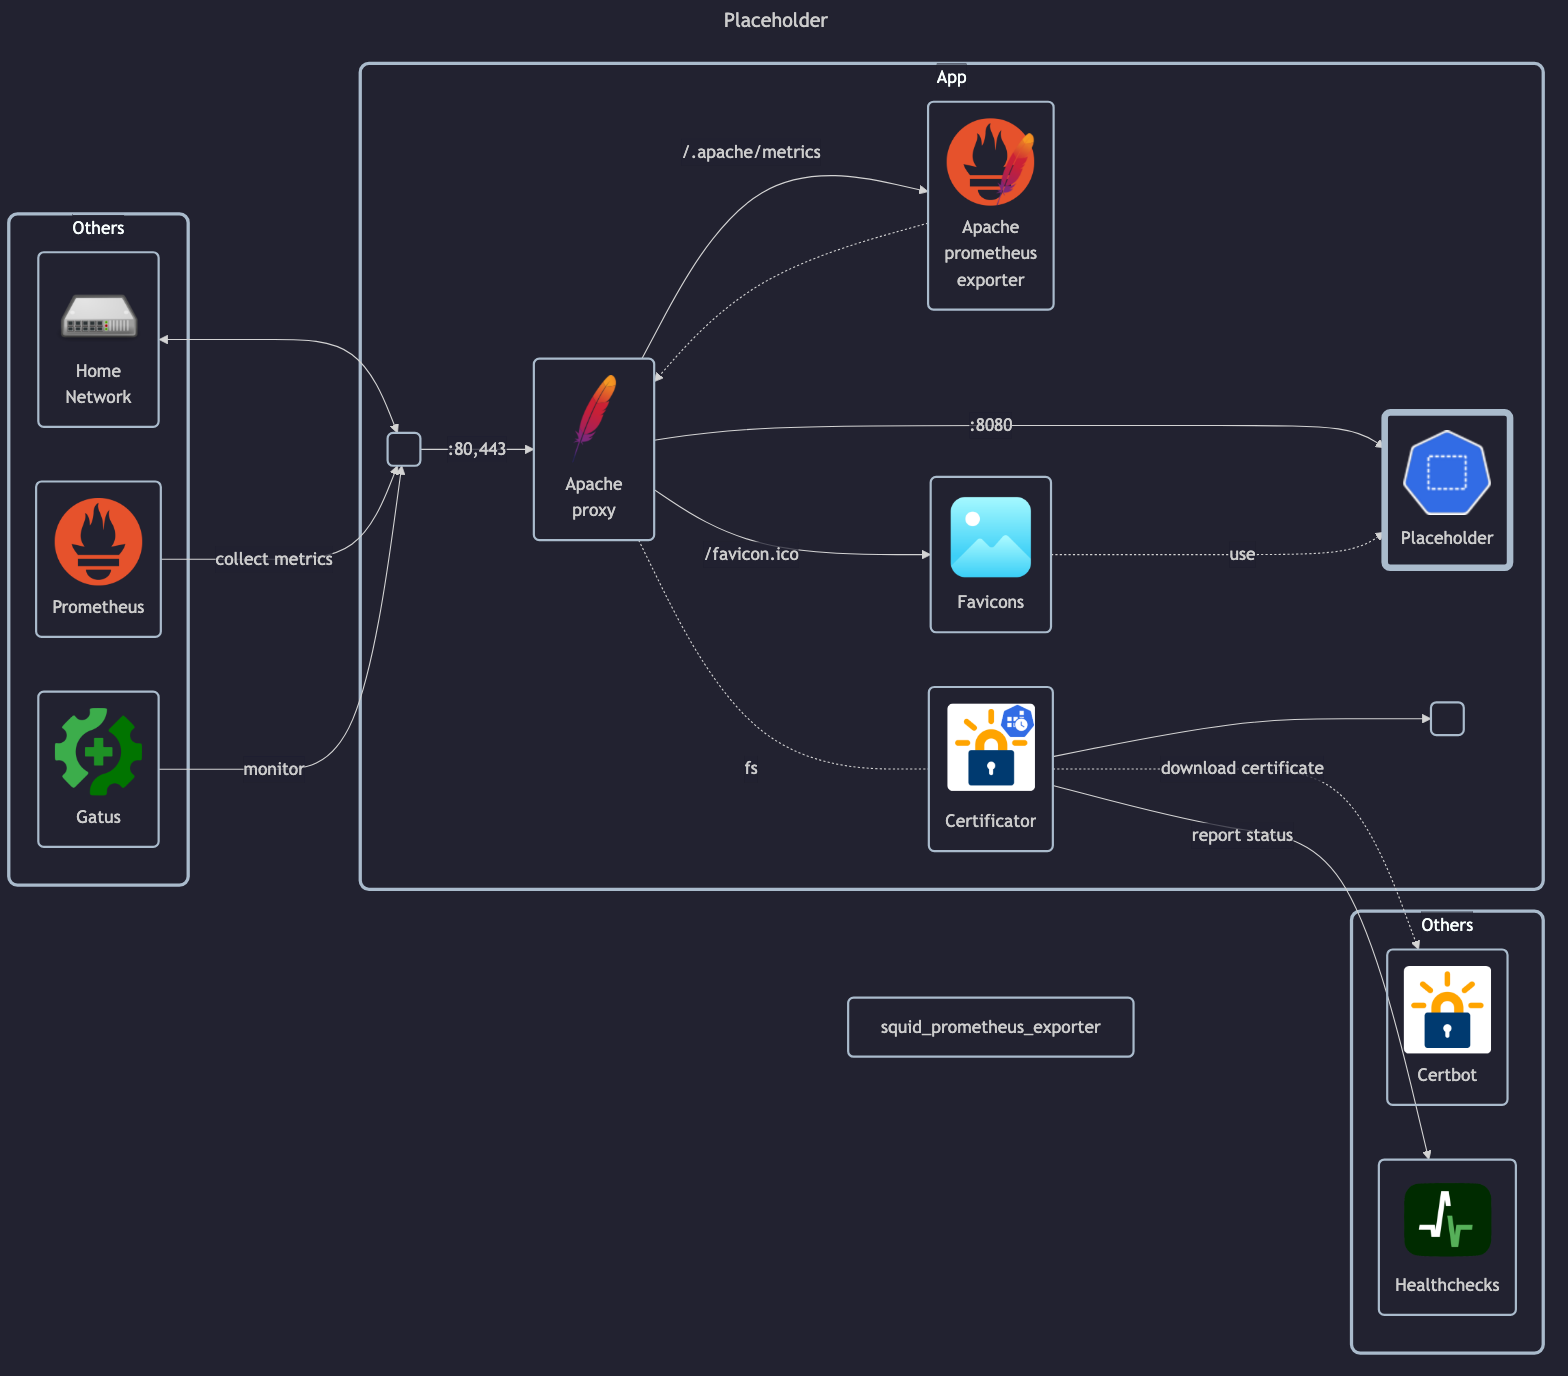 Placeholder
App
/.apache/metrics
Apache
prometheus
exporter
Others
Home
Network
:80,443
Apache
proxy
:8080
Placeholder
Prometheus
collect metrics
/favicon.ico
Favicons
use
Gatus
monitor
fs
Certificator
download certificate
report status
Others
Certbot
squid_prometheus_exporter
Healthchecks